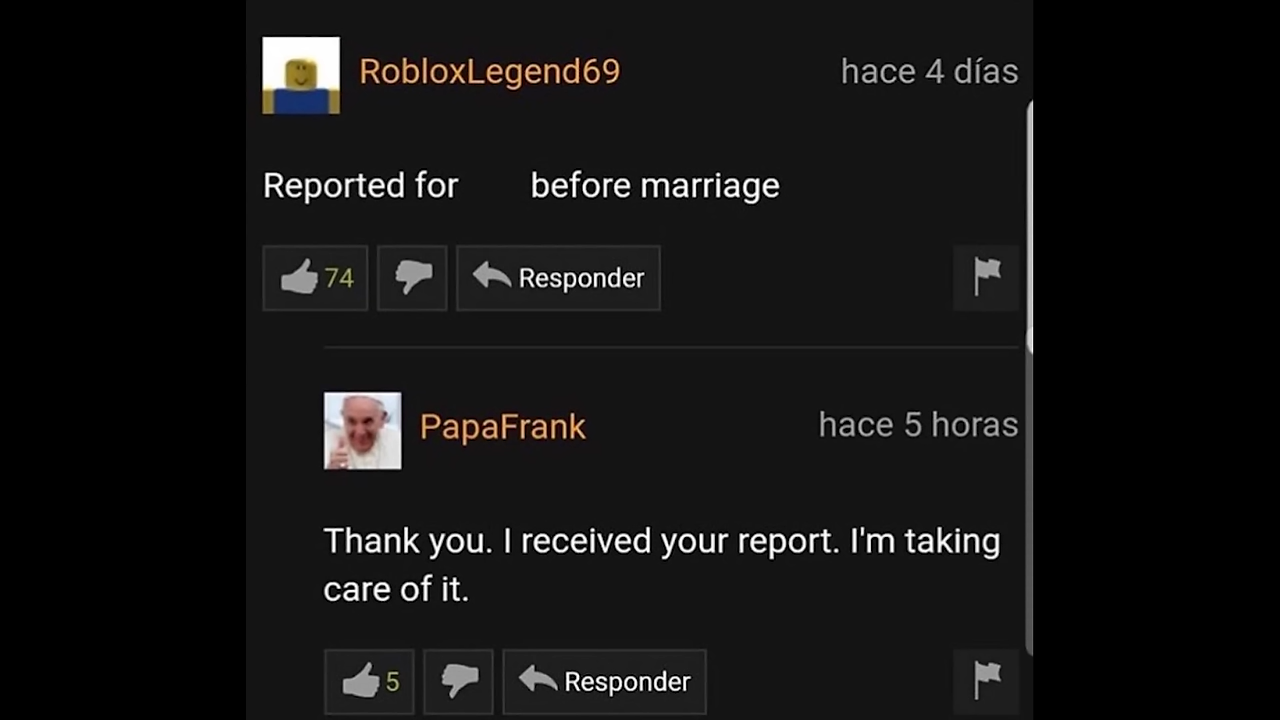 RobloxLegend69 hace 4 días
Reported for before marriage
74 Responder
PapaFrank hace 5 horas
Thank you. I received your report. I'm taking
care of it.
5 Responder